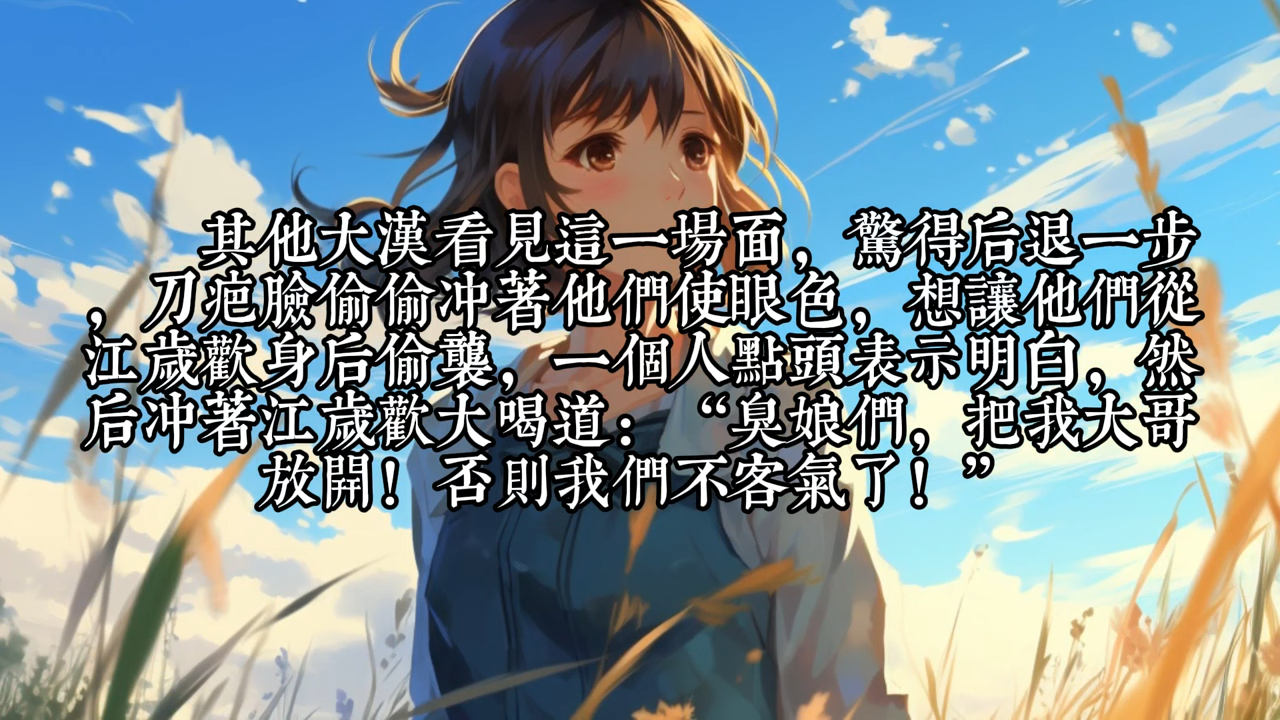 其他大漢看見這一場面，驚得后退一步
，刀疤臉偷偷冲著他們使眼色，想讓他們從
江歲歡身后偷襲，一個人點頭表示明白，然
后冲著江歲歡大喝道：“臭娘們，把我大哥
放開！否則我們不客氣了！”